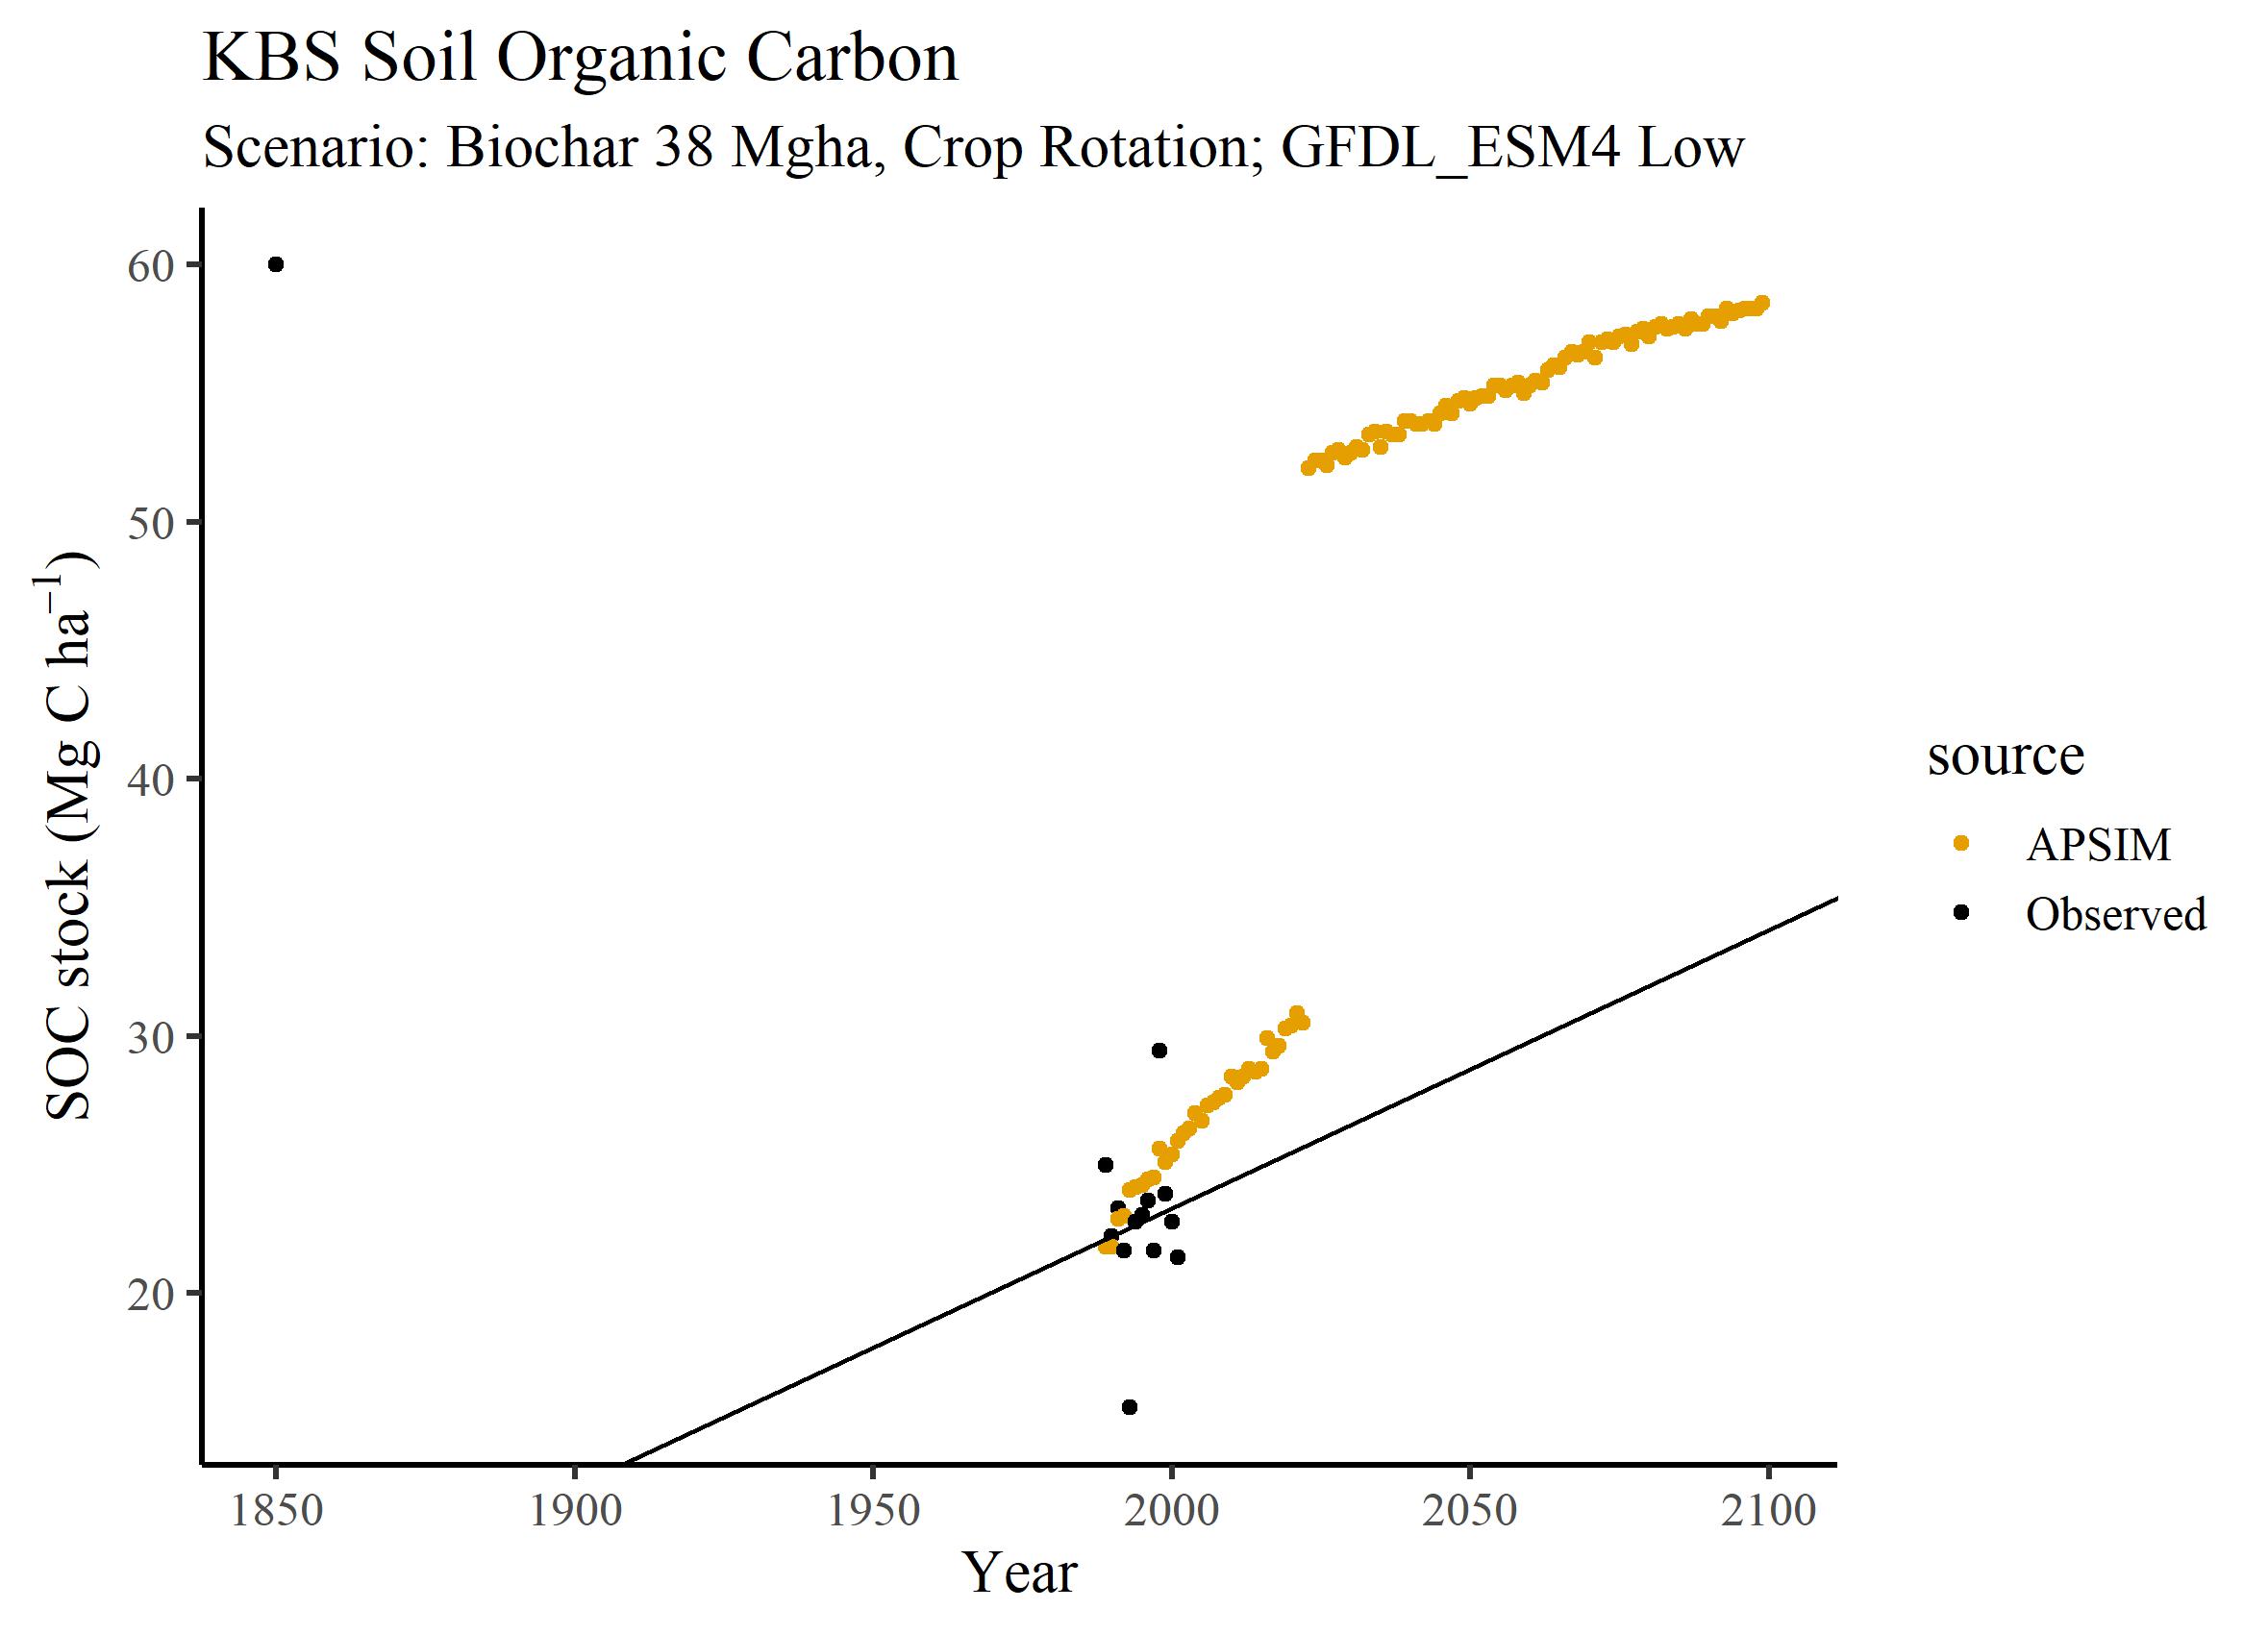 KBS Soil Organic Carbon
Scenario: Biochar 38 Mgha, Crop Rotation; GFDL_ESM4 Low
SOC stock (Mg C ha⁻¹)
60
50
40
30
20
1850 1900 1950 2000 2050 2100
Year
source
APSIM
Observed